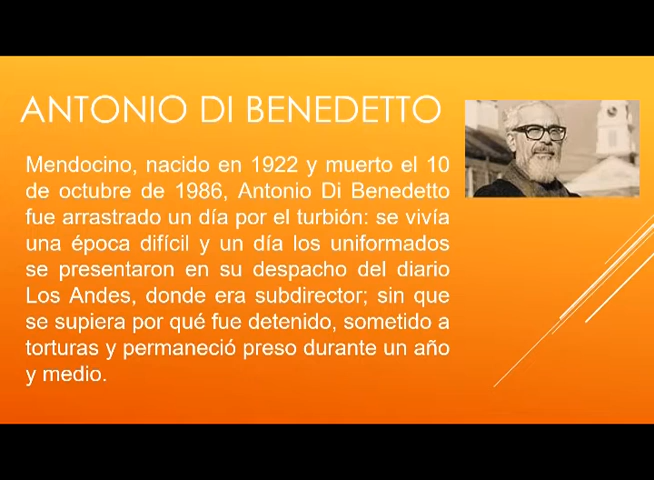 ANTONIO DI BENEDETTO
Mendocino, nacido en 1922 y muerto el 10
de octubre de 1986, Antonio Di Benedetto
fue arrastrado un día por el turbión: se vivía
una época difícil y un día los uniformados
se presentaron en su despacho del diario
Los Andes, donde era subdirector; sin que
se supiera por qué fue detenido, sometido a
torturas y permaneció preso durante un año
y medio.